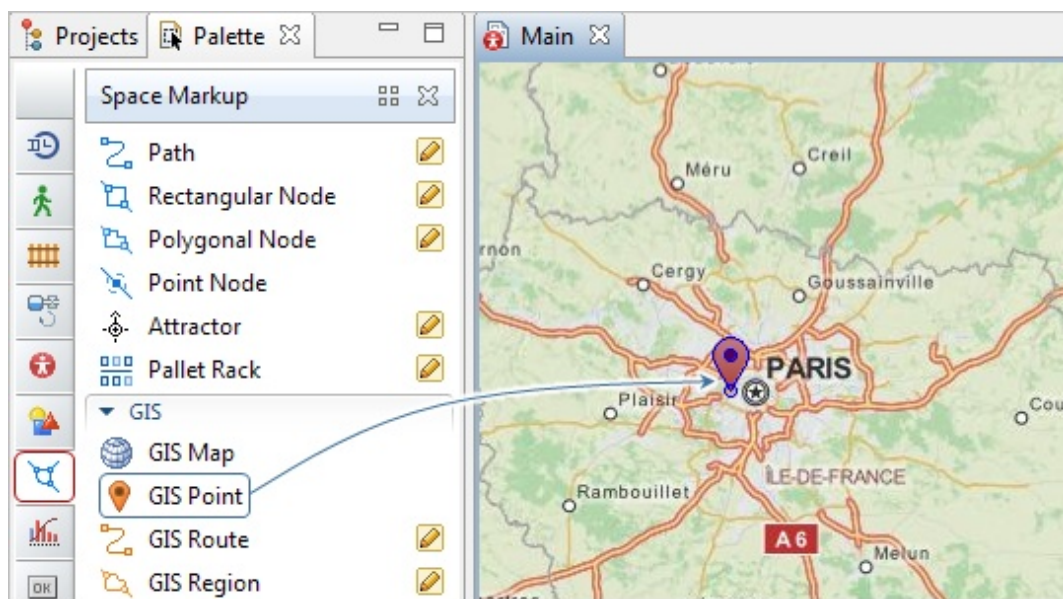 Projects
Palette
Main
Space Markup
Path
Rectangular Node
Polygonal Node
Point Node
Attractor
Pallet Rack
GIS
GIS Map
GIS Point
GIS Route
GIS Region
OK
Creil
Méru
rnon
Cergy
Goussainville
PARIS
Plaisir
Cou
ÎLE-DE-FRANCE
Rambouillet
A 6
Melun